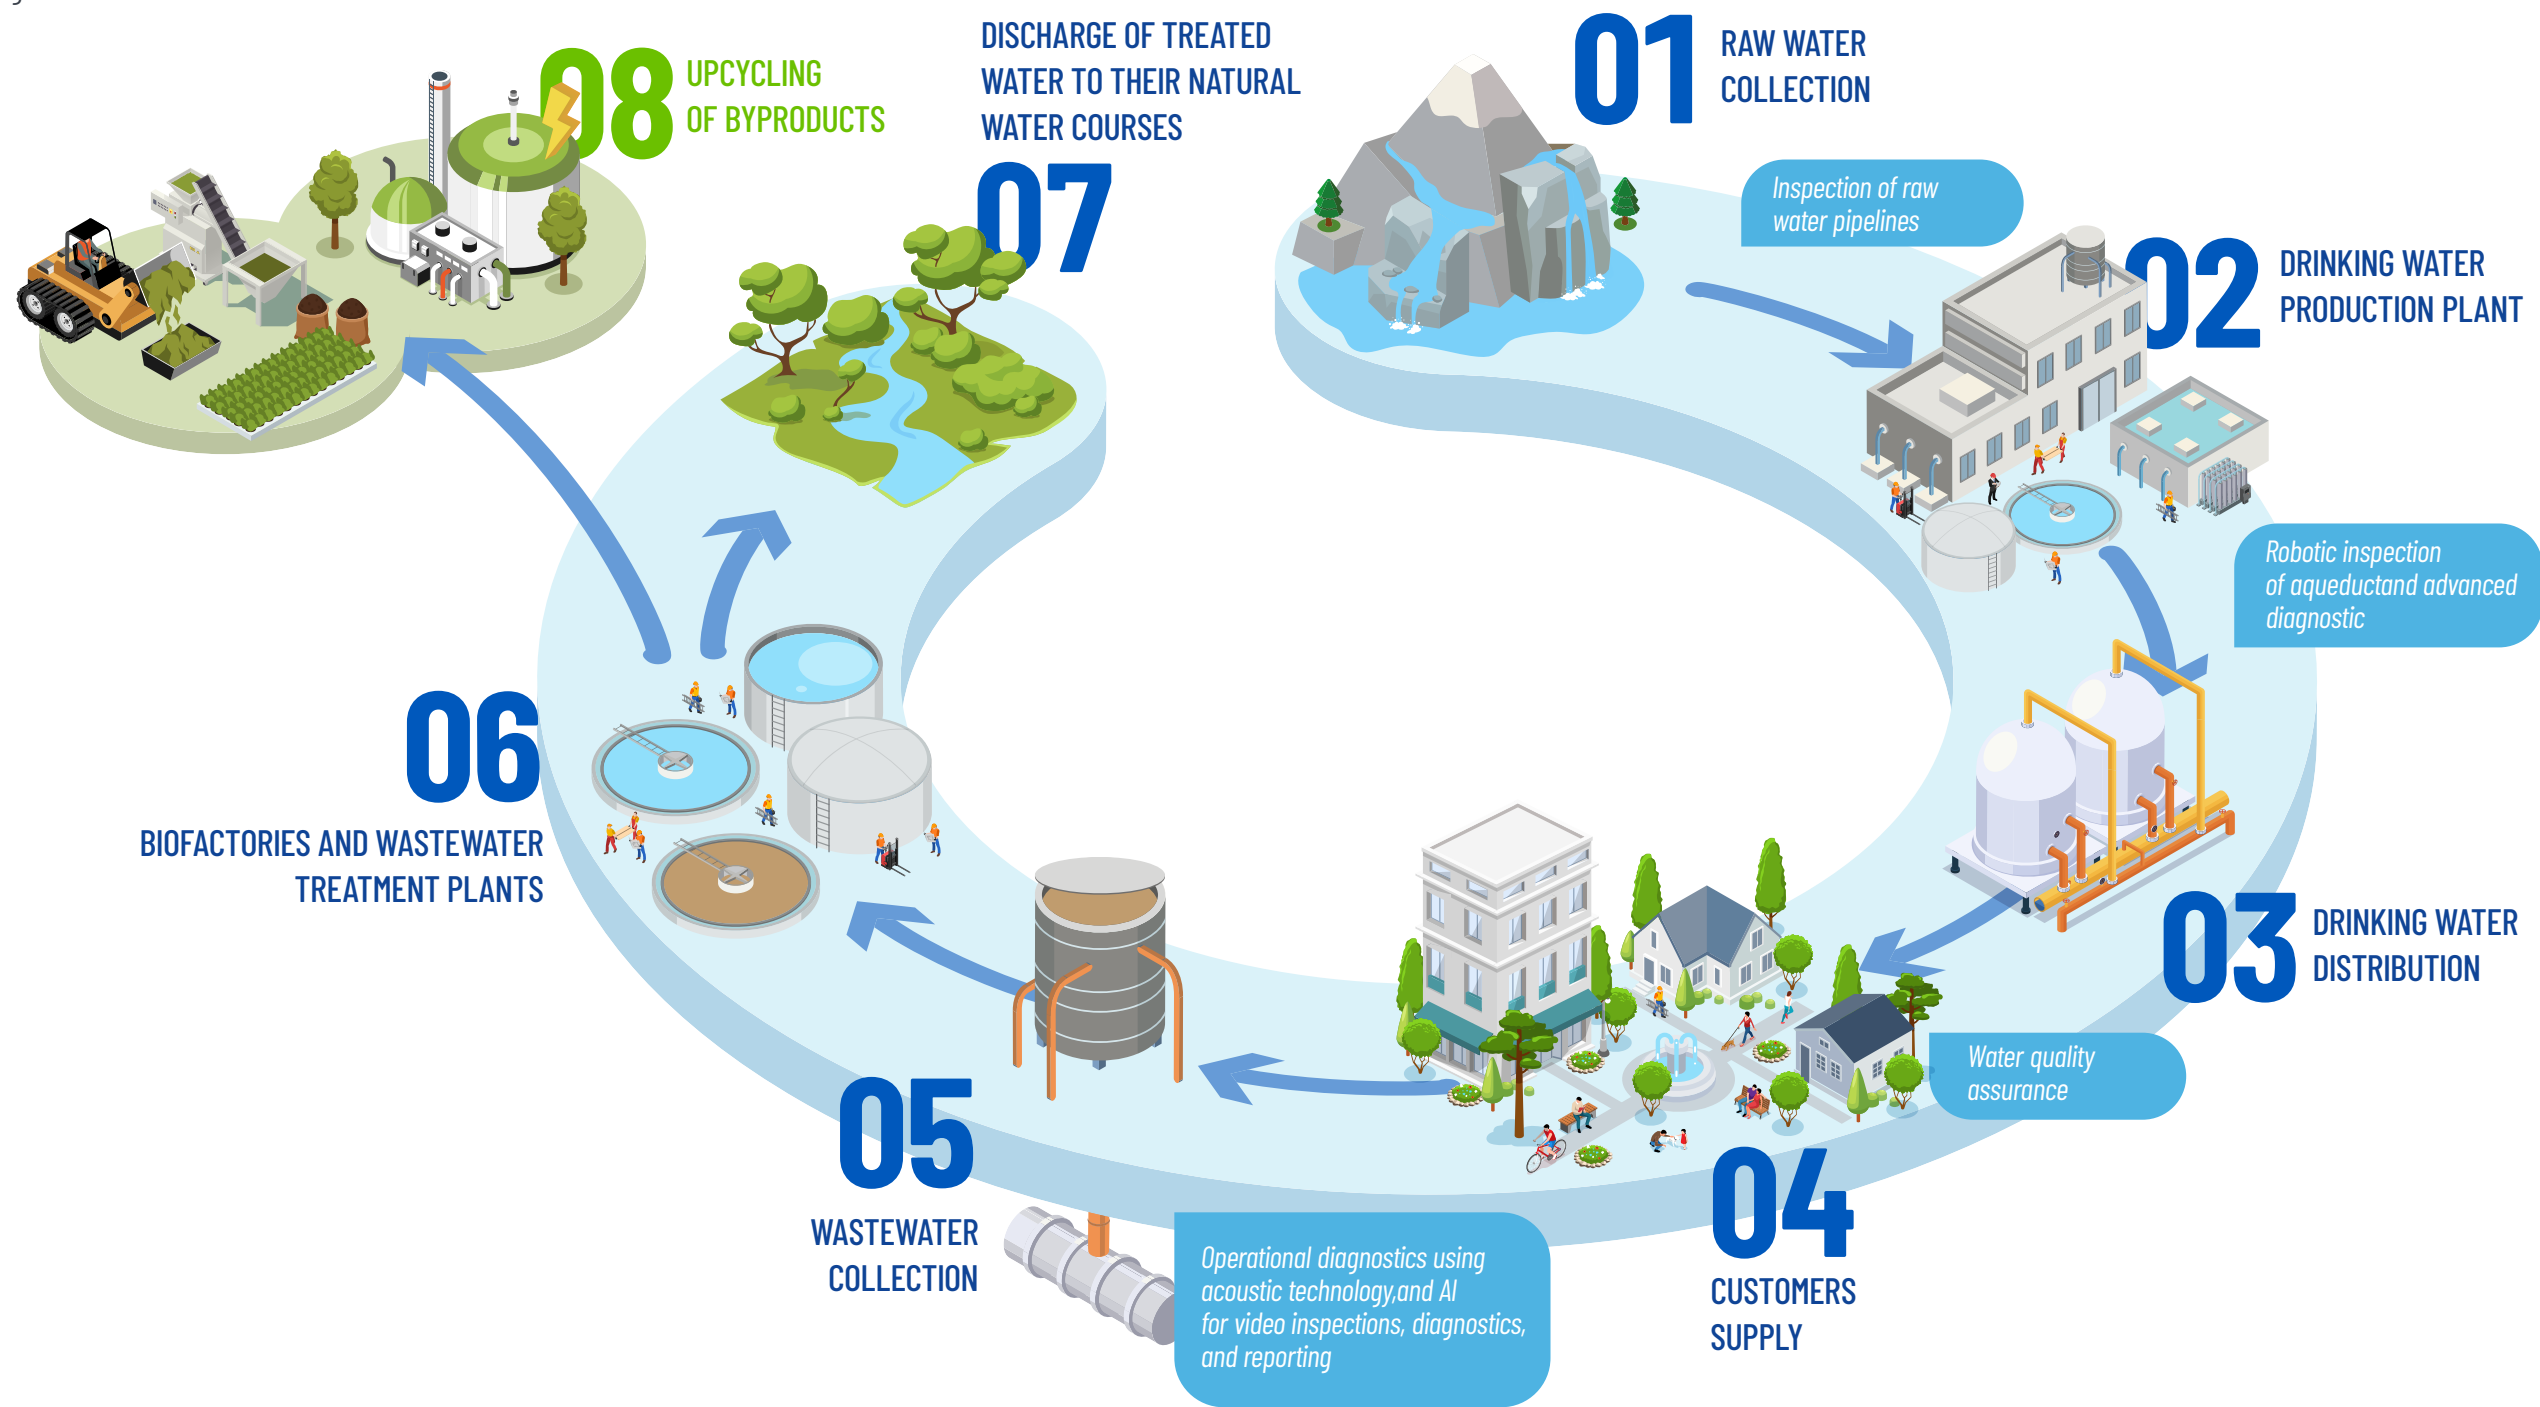 01
RAW WATER
COLLECTION
Inspection of raw
water pipelines
02
DRINKING WATER
PRODUCTION PLANT
Robotic inspection
of aqueductand advanced
diagnostic
03
DRINKING WATER
DISTRIBUTION
Water quality
assurance
04
CUSTOMERS
SUPPLY
05
WASTEWATER
COLLECTION
Operational diagnostics using
acoustic technology,and AI
for video inspections, diagnostics,
and reporting
06
BIOFACTORIES AND WASTEWATER
TREATMENT PLANTS
DISCHARGE OF TREATED
WATER TO THEIR NATURAL
WATER COURSES
07
08
UPCYCLING
OF BYPRODUCTS